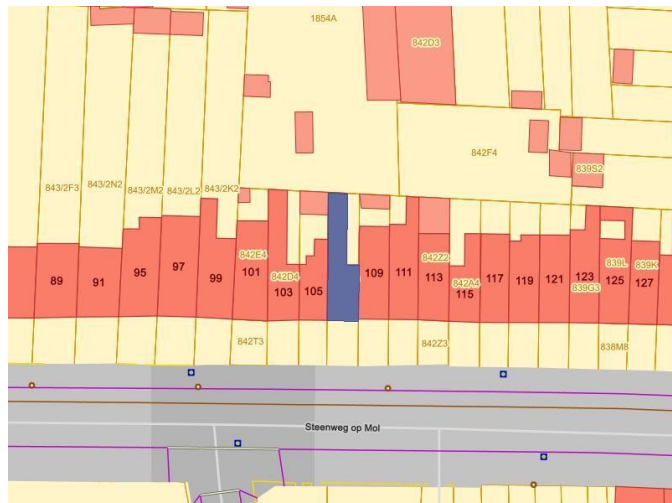 1854A
842D3
842F4
839S2
843/2F3
843/2N2
843/2M2
843/2L2
843/2K2
89
91
95
97
99
842E4
101
842D4
103
105
109
111
842Z2
113
842A4
115
117
119
121
123
839G3
839L
125
839K
127
842T3
842Z3
838M8
Steenweg op Mol